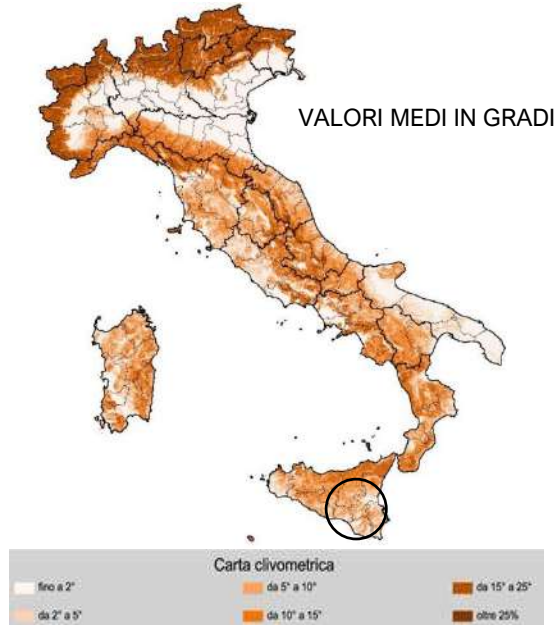 VALORI MEDI IN GRADI
Carta clivometrica
fino a 2°
da 5° a 10°
da 15° a 25°
da 2° a 5°
da 10° a 15°
oltre 25%